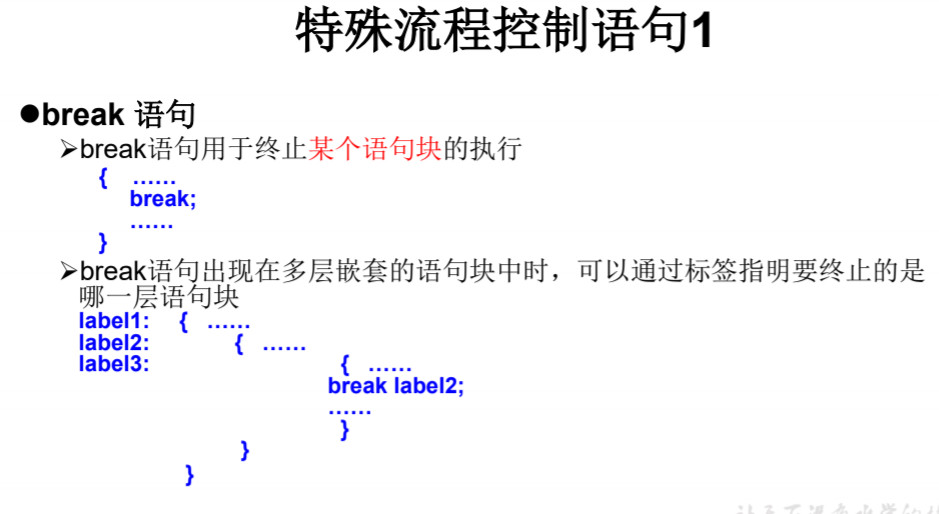 特殊流程控制语句1
●break 语句
➢break语句用于终止某个语句块的执行
{ ……
break;
……
}
➢break语句出现在多层嵌套的语句块中时，可以通过标签指明要终止的是
哪一层语句块
label1: { ……
label2: { ……
label3: { ……
break label2;
……
}
}
}